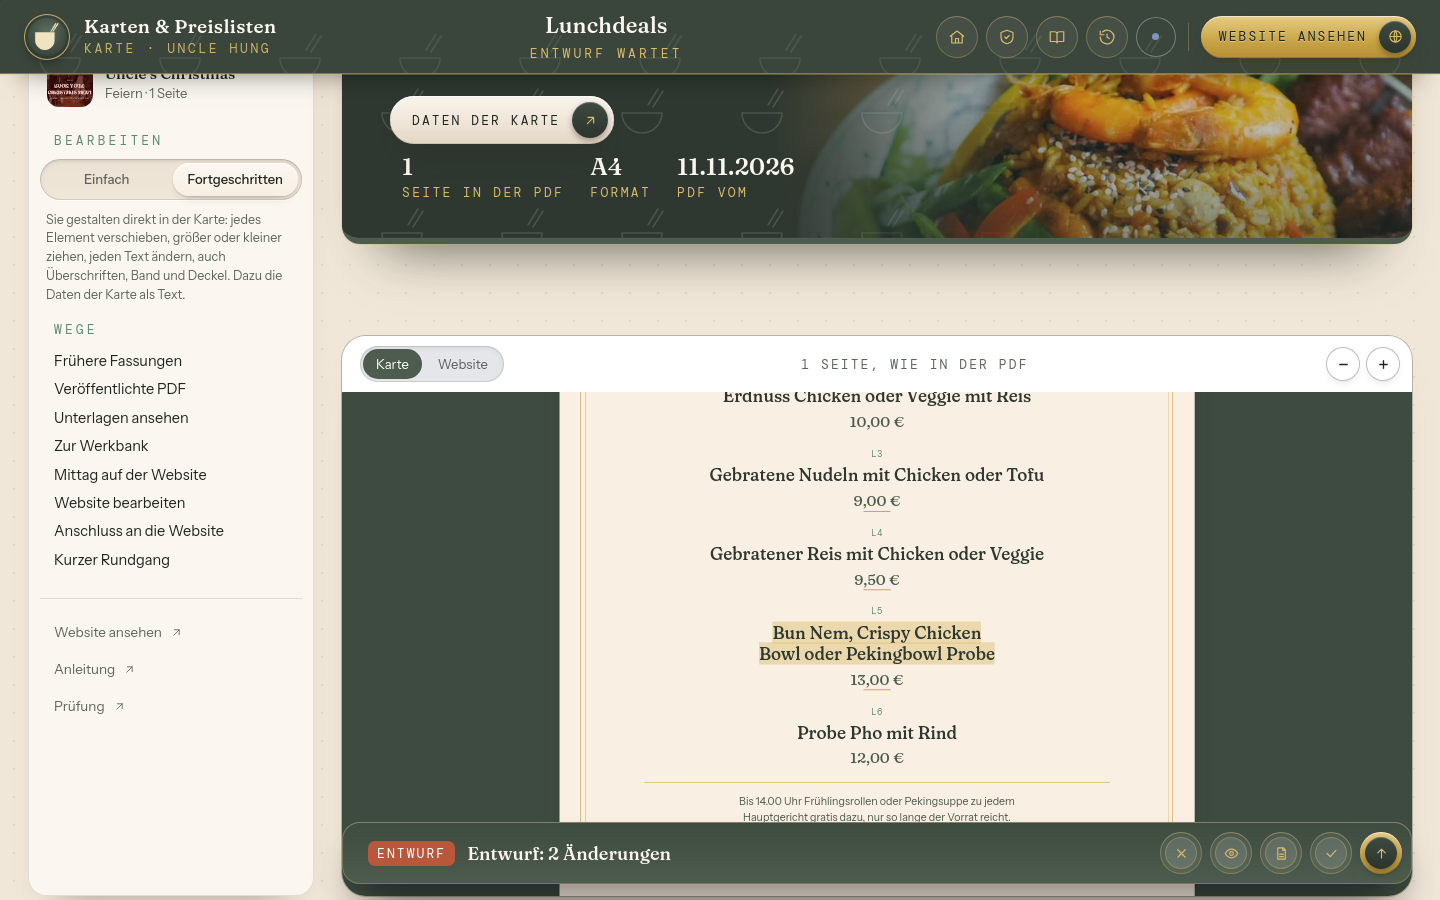 Karten & Preislisten
KARTE · UNCLE HUNG
Lunchdeals
ENTWURF WARTET
WEBSITE ANSEHEN
Uncle's Christmas
Feiern · 1 Seite
BEARBEITEN
Einfach
Fortgeschritten
Sie gestalten direkt in der Karte: jedes
Element verschieben, größer oder kleiner
ziehen, jeden Text ändern, auch
Überschriften, Band und Deckel. Dazu die
Daten der Karte als Text.
WEGE
Frühere Fassungen
Veröffentlichte PDF
Unterlagen ansehen
Zur Werkbank
Mittag auf der Website
Website bearbeiten
Anschluss an die Website
Kurzer Rundgang
Website ansehen
Anleitung
Prüfung
DATEN DER KARTE
1
SEITE IN DER PDF
A4
FORMAT
11.11.2026
PDF VOM
Karte
Website
1 SEITE, WIE IN DER PDF
Erdnuss Chicken oder Veggie mit Reis
10,00 €
L3
Gebratene Nudeln mit Chicken oder Tofu
9,00 €
L4
Gebratener Reis mit Chicken oder Veggie
9,50 €
L5
Bun Nem, Crispy Chicken
Bowl oder Pekingbowl Probe
13,00 €
L6
Probe Pho mit Rind
12,00 €
Bis 14.00 Uhr Frühlingsrollen oder Pekingsuppe zu jedem
Hauptgericht gratis dazu, nur so lange der Vorrat reicht.
ENTWURF
Entwurf: 2 Änderungen